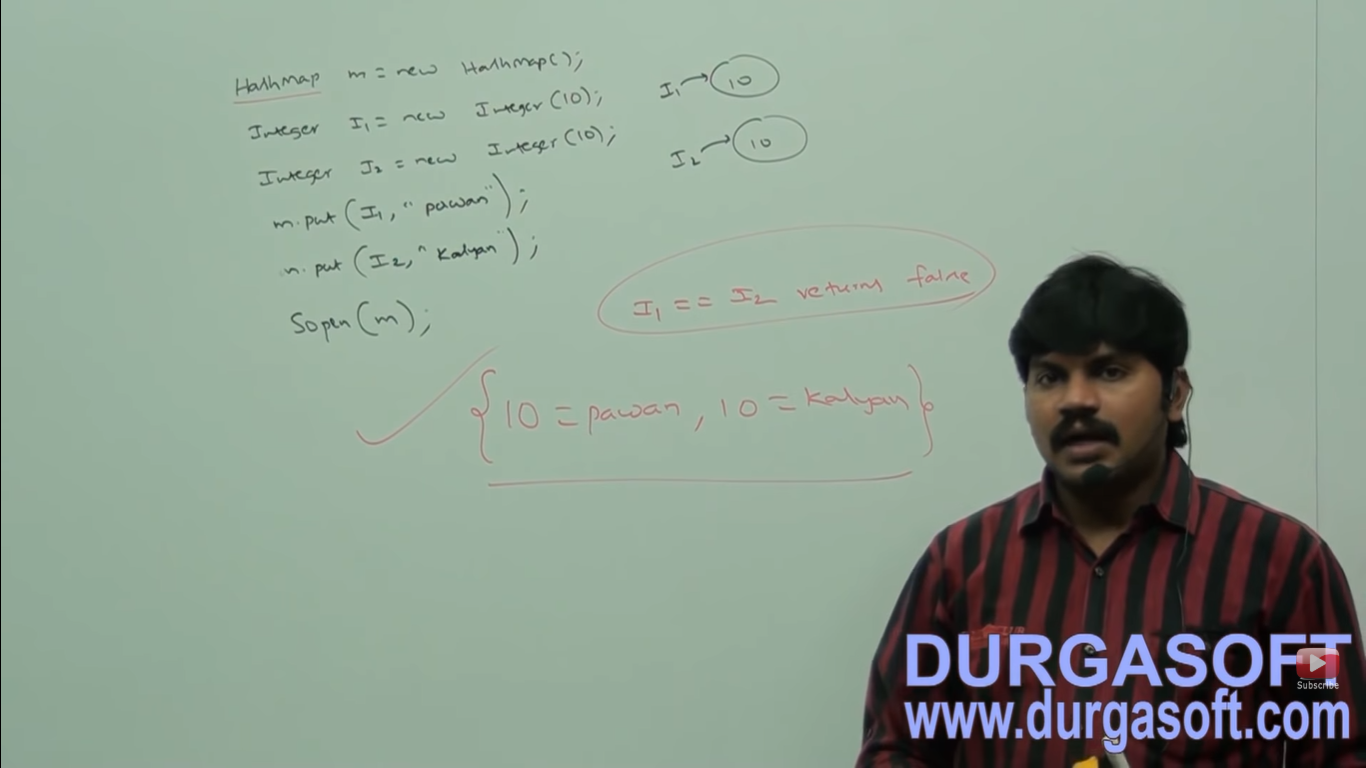 HashMap m = new HashMap();
Integer I1 = new Integer(10);
Integer I2 = new Integer(10);
m.put(I1, "pawan");
m.put(I2, "Kalyan");
Sopln(m);
I1 → 10
I2 → 10
I1 == I2 returns false
{10 = pawan, 10 = Kalyan}
DURGASOFT
Subscribe
www.durgasoft.com